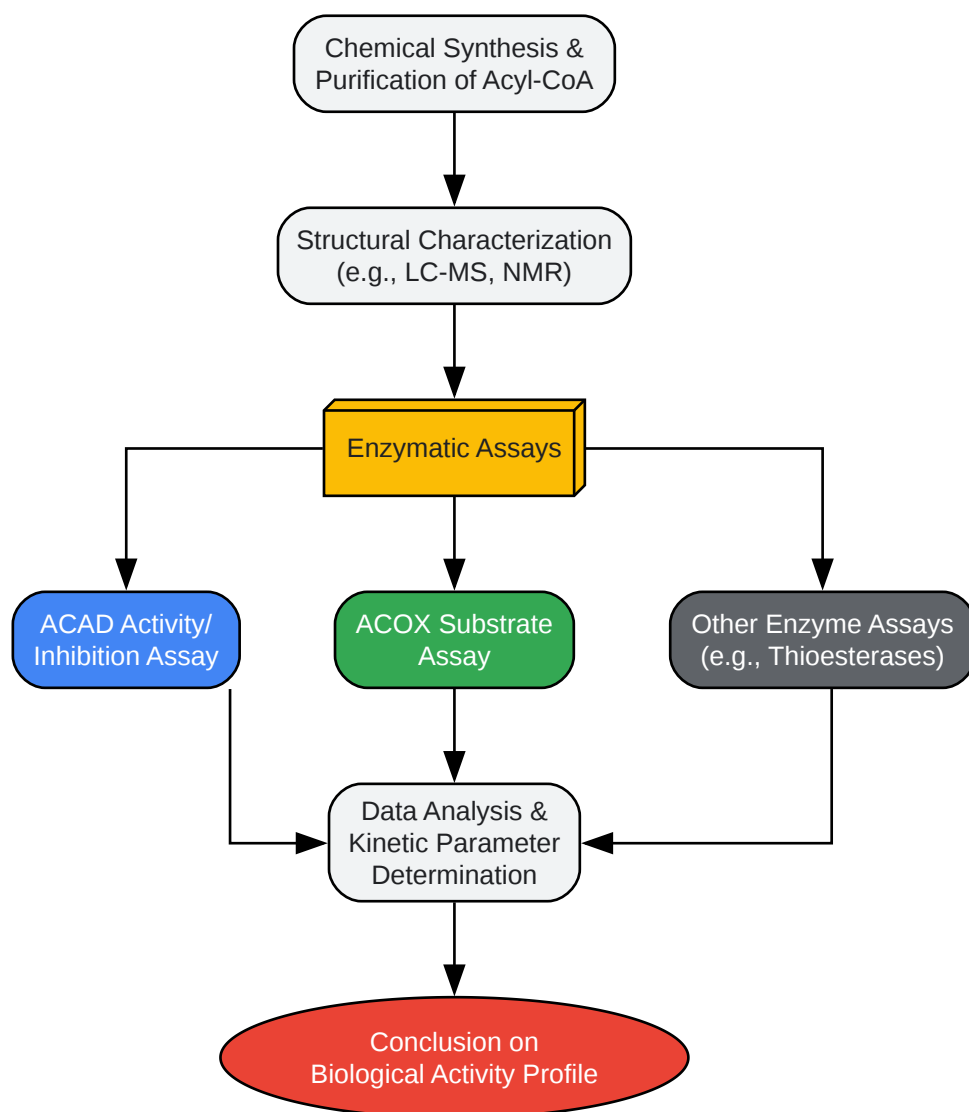 Chemical Synthesis &
Purification of Acyl-CoA
Structural Characterization
(e.g., LC-MS, NMR)
Enzymatic Assays
ACAD Activity/
Inhibition Assay
ACOX Substrate
Assay
Other Enzyme Assays
(e.g., Thioesterases)
Data Analysis &
Kinetic Parameter
Determination
Conclusion on
Biological Activity Profile